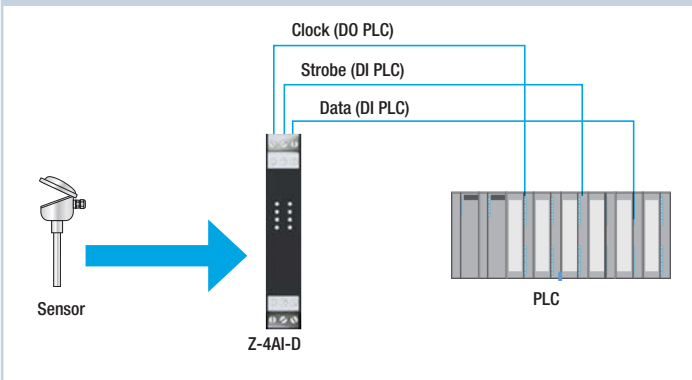 Clock (DO PLC)
Strobe (DI PLC)
Data (DI PLC)
Sensor
PLC
Z-4AI-D